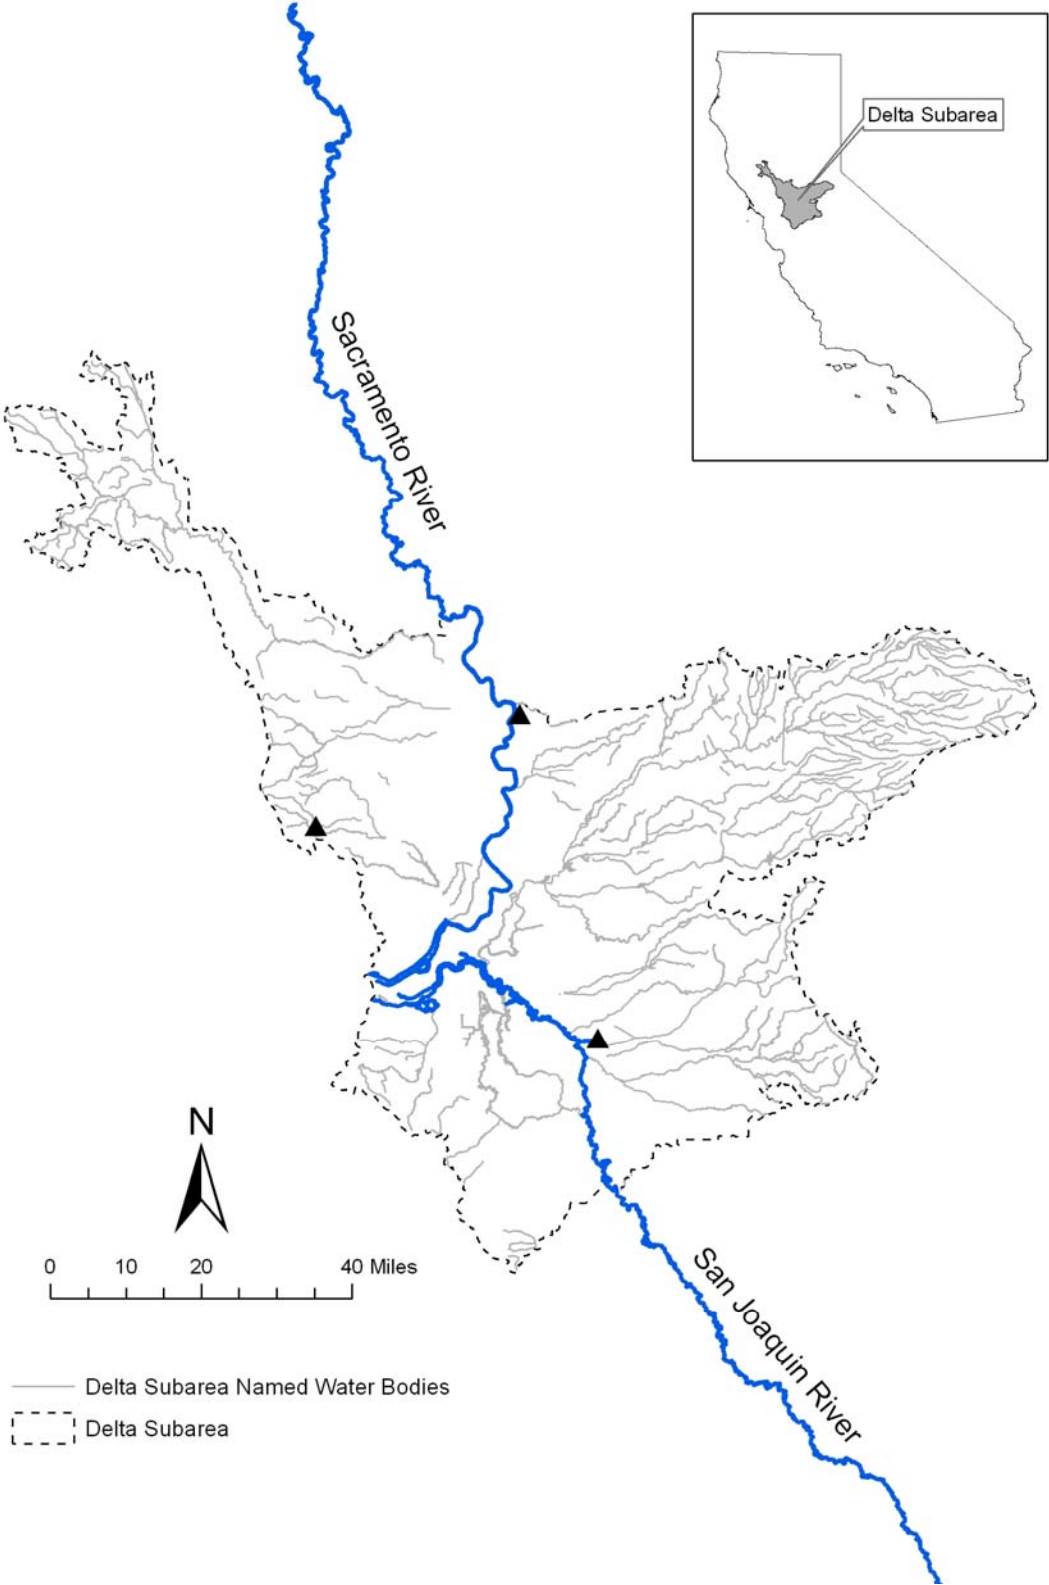 Delta Subarea
Sacramento River
N
0 10 20 40 Miles
San Joaquin River
Delta Subarea Named Water Bodies
Delta Subarea